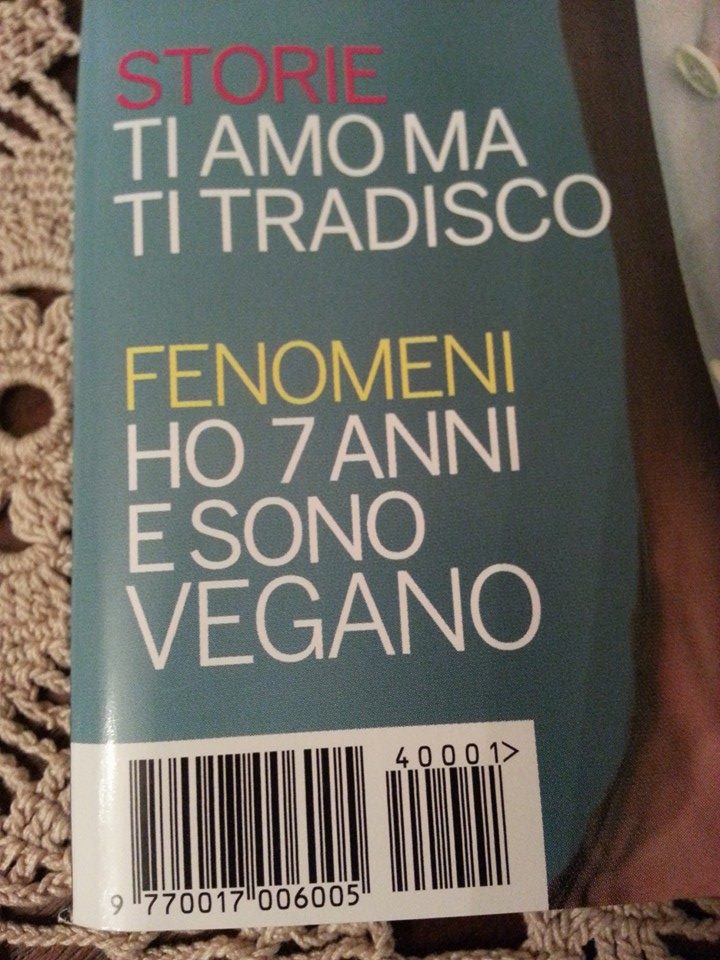 STORIE
TI AMO MA
TI TRADISCO
FENOMENI
HO 7 ANNI
E SONO
VEGANO
40001>
9 770017 006005